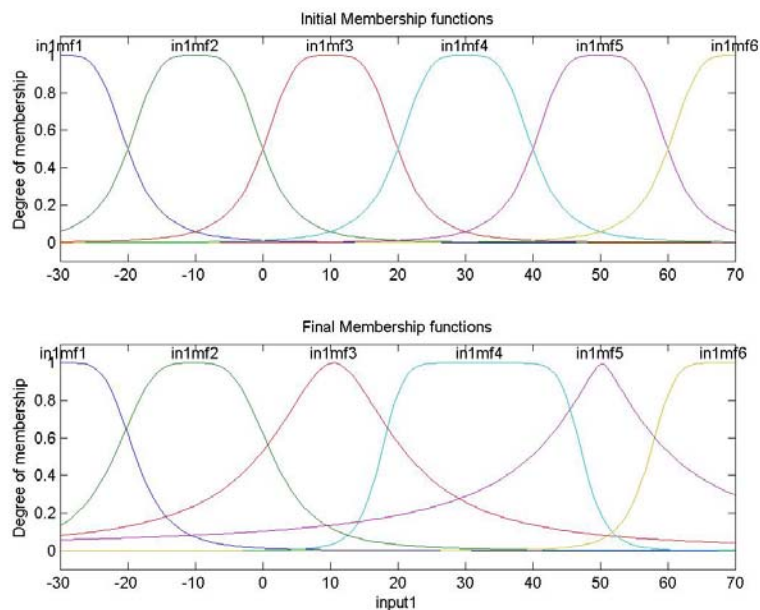 Initial Membership functions
in1mf1 in1mf2 in1mf3 in1mf4 in1mf5 in1mf6
1
0.8
0.6
0.4
0.2
0
Degree of membership
-30 -20 -10 0 10 20 30 40 50 60 70
Final Membership functions
in1mf1 in1mf2 in1mf3 in1mf4 in1mf5 in1mf6
1
0.8
0.6
0.4
0.2
0
Degree of membership
-30 -20 -10 0 10 20 30 40 50 60 70
input1